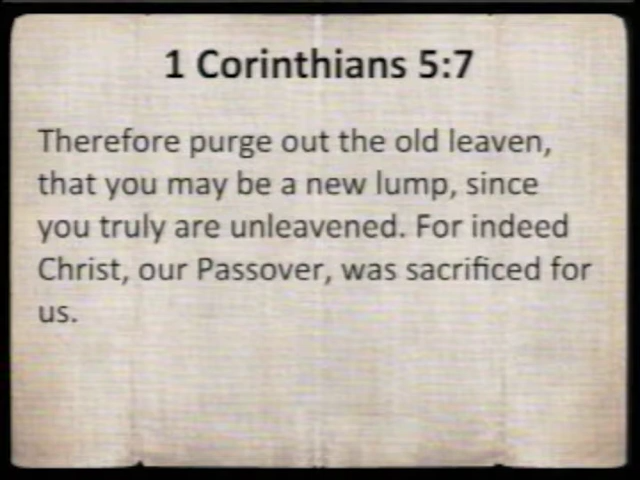 1 Corinthians 5:7
Therefore purge out the old leaven,
that you may be a new lump, since
you truly are unleavened. For indeed
Christ, our Passover, was sacrificed for
us.